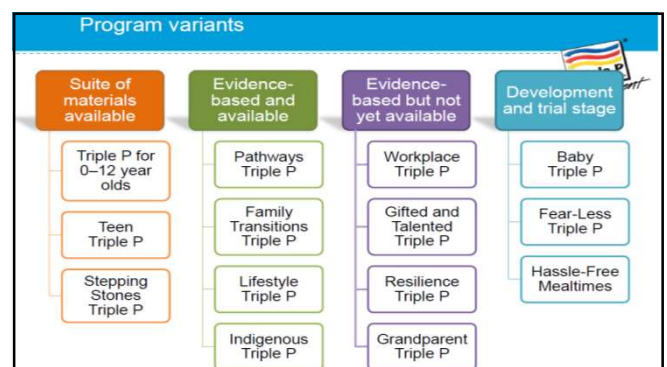 Program variants
Suite of
materials
available
Triple P for
0–12 year
olds
Teen
Triple P
Stepping
Stones
Triple P
Evidence-
based and
available
Pathways
Triple P
Family
Transitions
Triple P
Lifestyle
Triple P
Indigenous
Triple P
Evidence-
based but not
yet available
Workplace
Triple P
Gifted and
Talented
Triple P
Resilience
Triple P
Grandparent
Triple P
Development
and trial stage
Baby
Triple P
Fear-Less
Triple P
Hassle-Free
Mealtimes